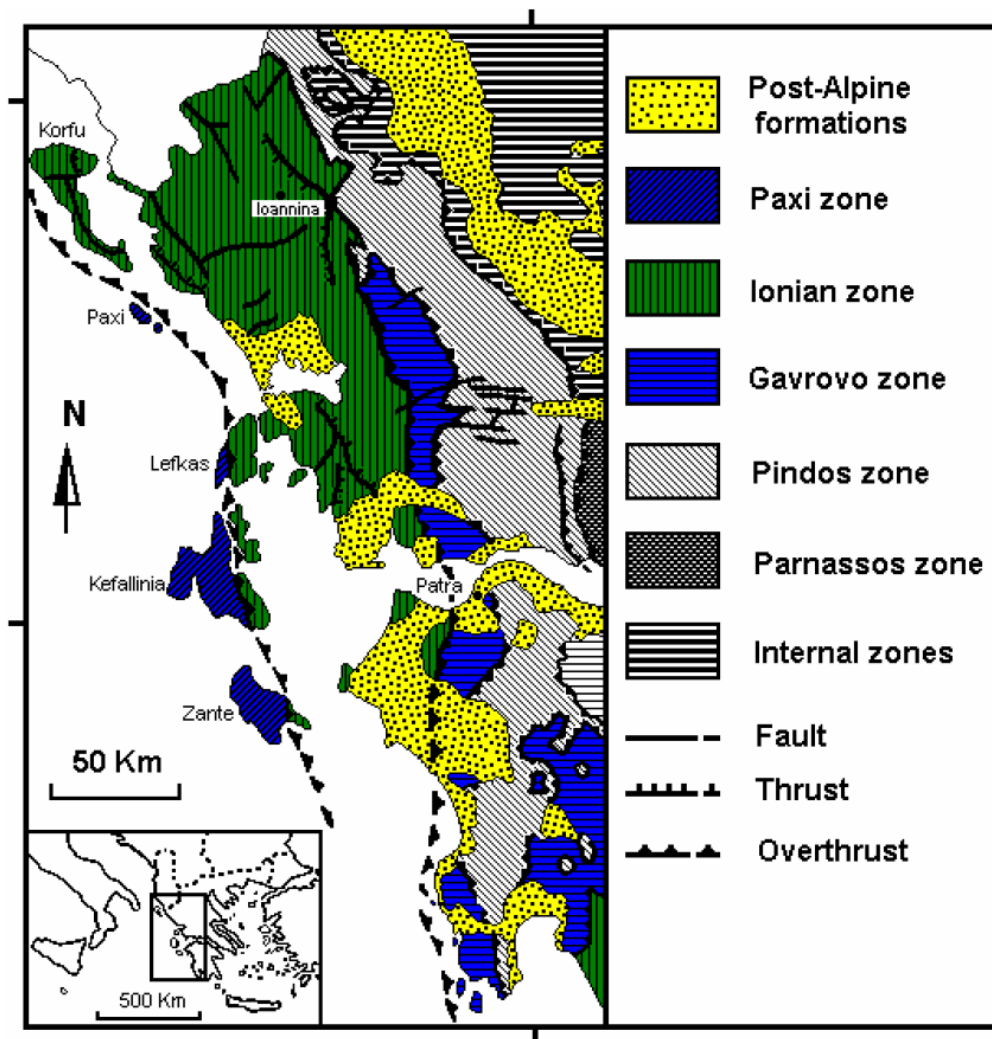 Korfu
Ioannina
Paxi
N
Lefkas
Kefallinia
Patra
Zante
50 Km
500 Km
Post-Alpine
formations
Paxi zone
Ionian zone
Gavrovo zone
Pindos zone
Parnassos zone
Internal zones
Fault
Thrust
Overthrust